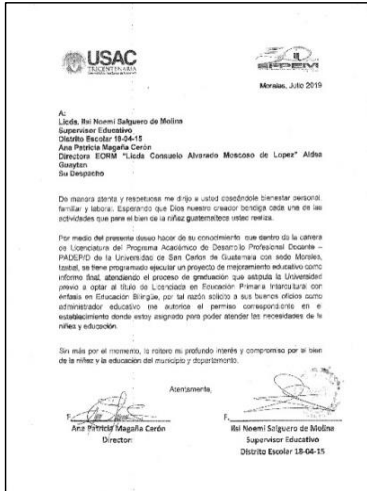 USAC
TRICENTENARIA
Morales, Julio 2019
A:
Licda. Ilsi Noemí Salguero de Molina
Supervisor Educativo
Distrito Escolar 18-04-15
Ana Patricia Magaña Cerón
Directora EORM "Licda Consuelo Alvarado Moscoso de Lopez" Aldea
Guaytan
Su Despacho
De manera atenta y respetuosa me dirijo a usted deseándole bienestar personal,
familiar y laboral. Esperando que Dios nuestro creador bendiga cada una de las
actividades que para el bien de la niñez guatemalteca usted realiza.
Por medio del presente deseo hacer de su conocimiento que dentro de la carrera
de Licenciatura del Programa Académico de Desarrollo Profesional Docente –
PADEP/D de la Universidad de San Carlos de Guatemala con sede Morales,
Izabal, se tiene programado ejecutar un proyecto de mejoramiento educativo como
informe final, atendiendo el proceso de graduación que estipula la Universidad
previo a optar al título de Licenciada en Educación Primaria Intercultural con
énfasis en Educación Bilingüe, por tal razón solicito a sus buenos oficios como
administrador educativo me autorice el permiso correspondiente en el
establecimiento donde estoy asignado para poder atender las necesidades de la
niñez y educación.
Sin más por el momento, le reitero mi profundo interés y compromiso por el bien
de la niñez y la educación del municipio y departamento.
Atentamente,
F.
Ana Patricia Magaña Cerón
Director:
F.
Ilsi Noemí Salguero de Molina
Supervisor Educativo
Distrito Escolar 18-04-15